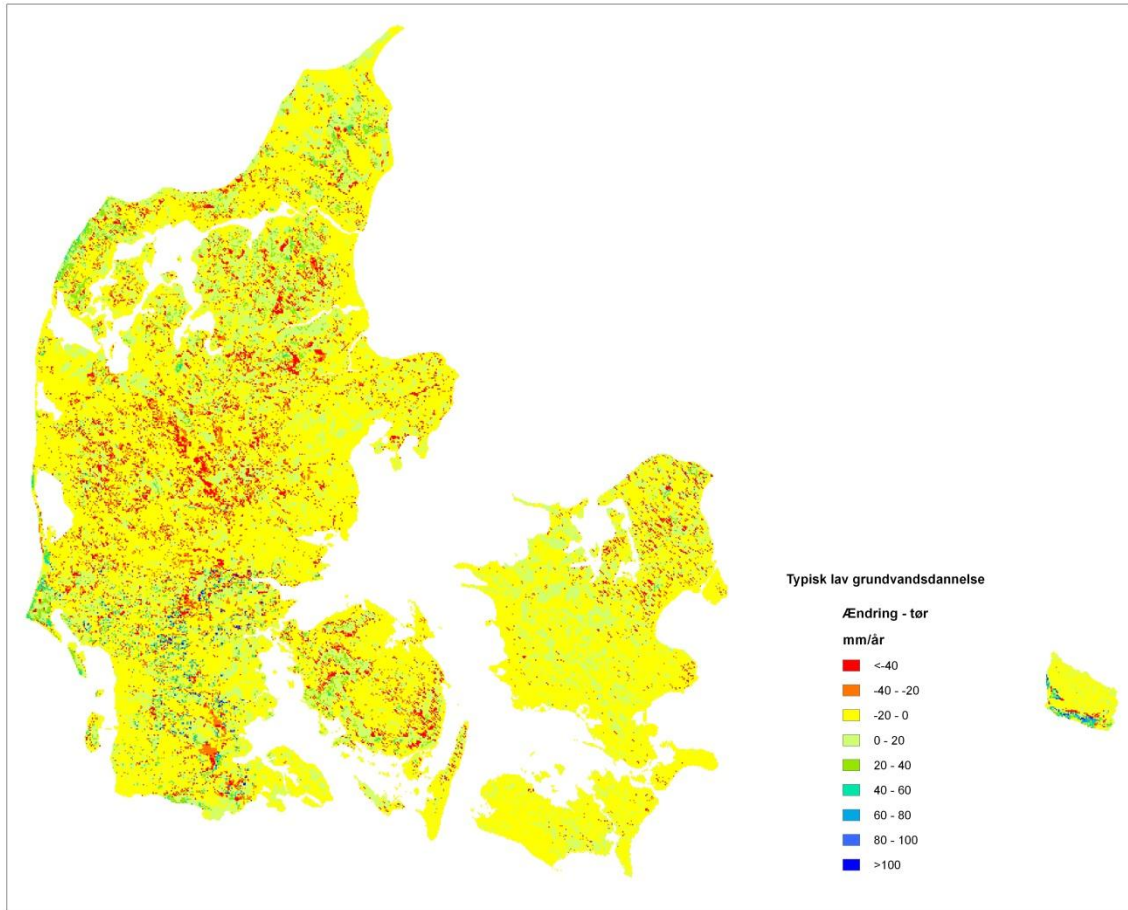 Typisk lav grundvandsdannelse
Ændring - tør
mm/år
<-40
-40 - -20
-20 - 0
0 - 20
20 - 40
40 - 60
60 - 80
80 - 100
>100